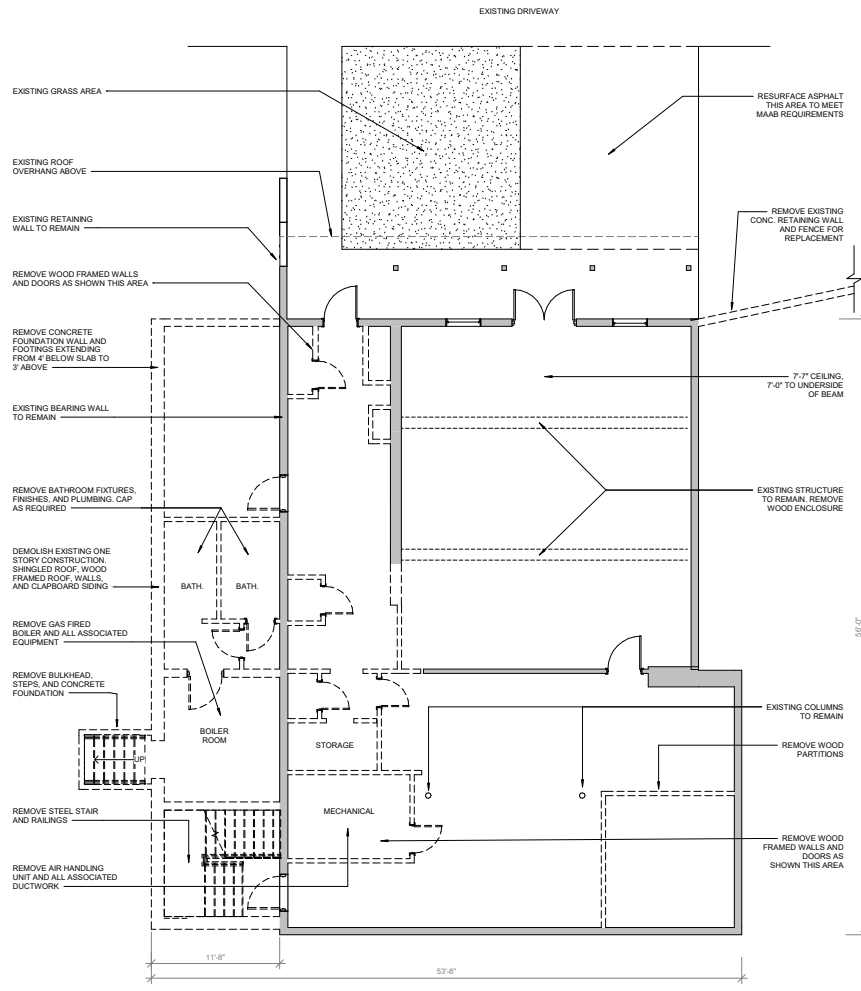 EXISTING DRIVEWAY
EXISTING GRASS AREA
EXISTING ROOF
OVERHANG ABOVE
EXISTING RETAINING
WALL TO REMAIN
REMOVE WOOD FRAMED WALLS
AND DOORS AS SHOWN THIS AREA
REMOVE CONCRETE
FOUNDATION WALL AND
FOOTINGS EXTENDING
FROM 4' BELOW SLAB TO
3' ABOVE
EXISTING BEARING WALL
TO REMAIN
REMOVE BATHROOM FIXTURES,
FINISHES, AND PLUMBING. CAP
AS REQUIRED
DEMOLISH EXISTING ONE
STORY CONSTRUCTION.
SHINGLED ROOF, WOOD
FRAMED ROOF, WALLS,
AND CLAPBOARD SIDING
REMOVE GAS FIRED
BOILER AND ALL ASSOCIATED
EQUIPMENT
REMOVE BULKHEAD,
STEPS, AND CONCRETE
FOUNDATION
REMOVE STEEL STAIR
AND RAILINGS
REMOVE AIR HANDLING
UNIT AND ALL ASSOCIATED
DUCTWORK
BATH.
BATH.
BOILER
ROOM
UP
STORAGE
MECHANICAL
RESURFACE ASPHALT
THIS AREA TO MEET
MAAB REQUIREMENTS
REMOVE EXISTING
CONC. RETAINING WALL
AND FENCE FOR
REPLACEMENT
7'-7" CEILING,
7'-0" TO UNDERSIDE
OF BEAM
EXISTING STRUCTURE
TO REMAIN. REMOVE
WOOD ENCLOSURE
56'-0"
EXISTING COLUMNS
TO REMAIN
REMOVE WOOD
PARTITIONS
REMOVE WOOD
FRAMED WALLS AND
DOORS AS
SHOWN THIS AREA
11'-8"
53'-8"